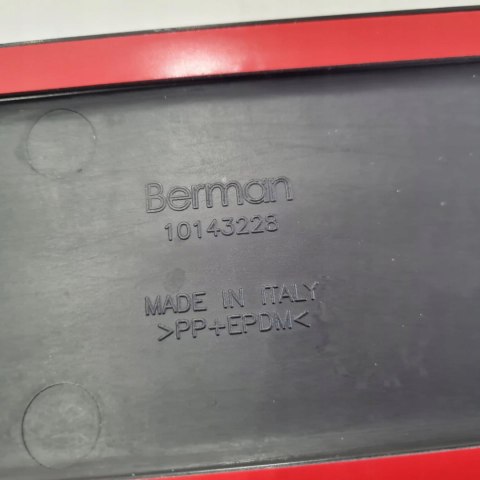 Berman
10143228
MADE IN ITALY
>PP+EPDM<